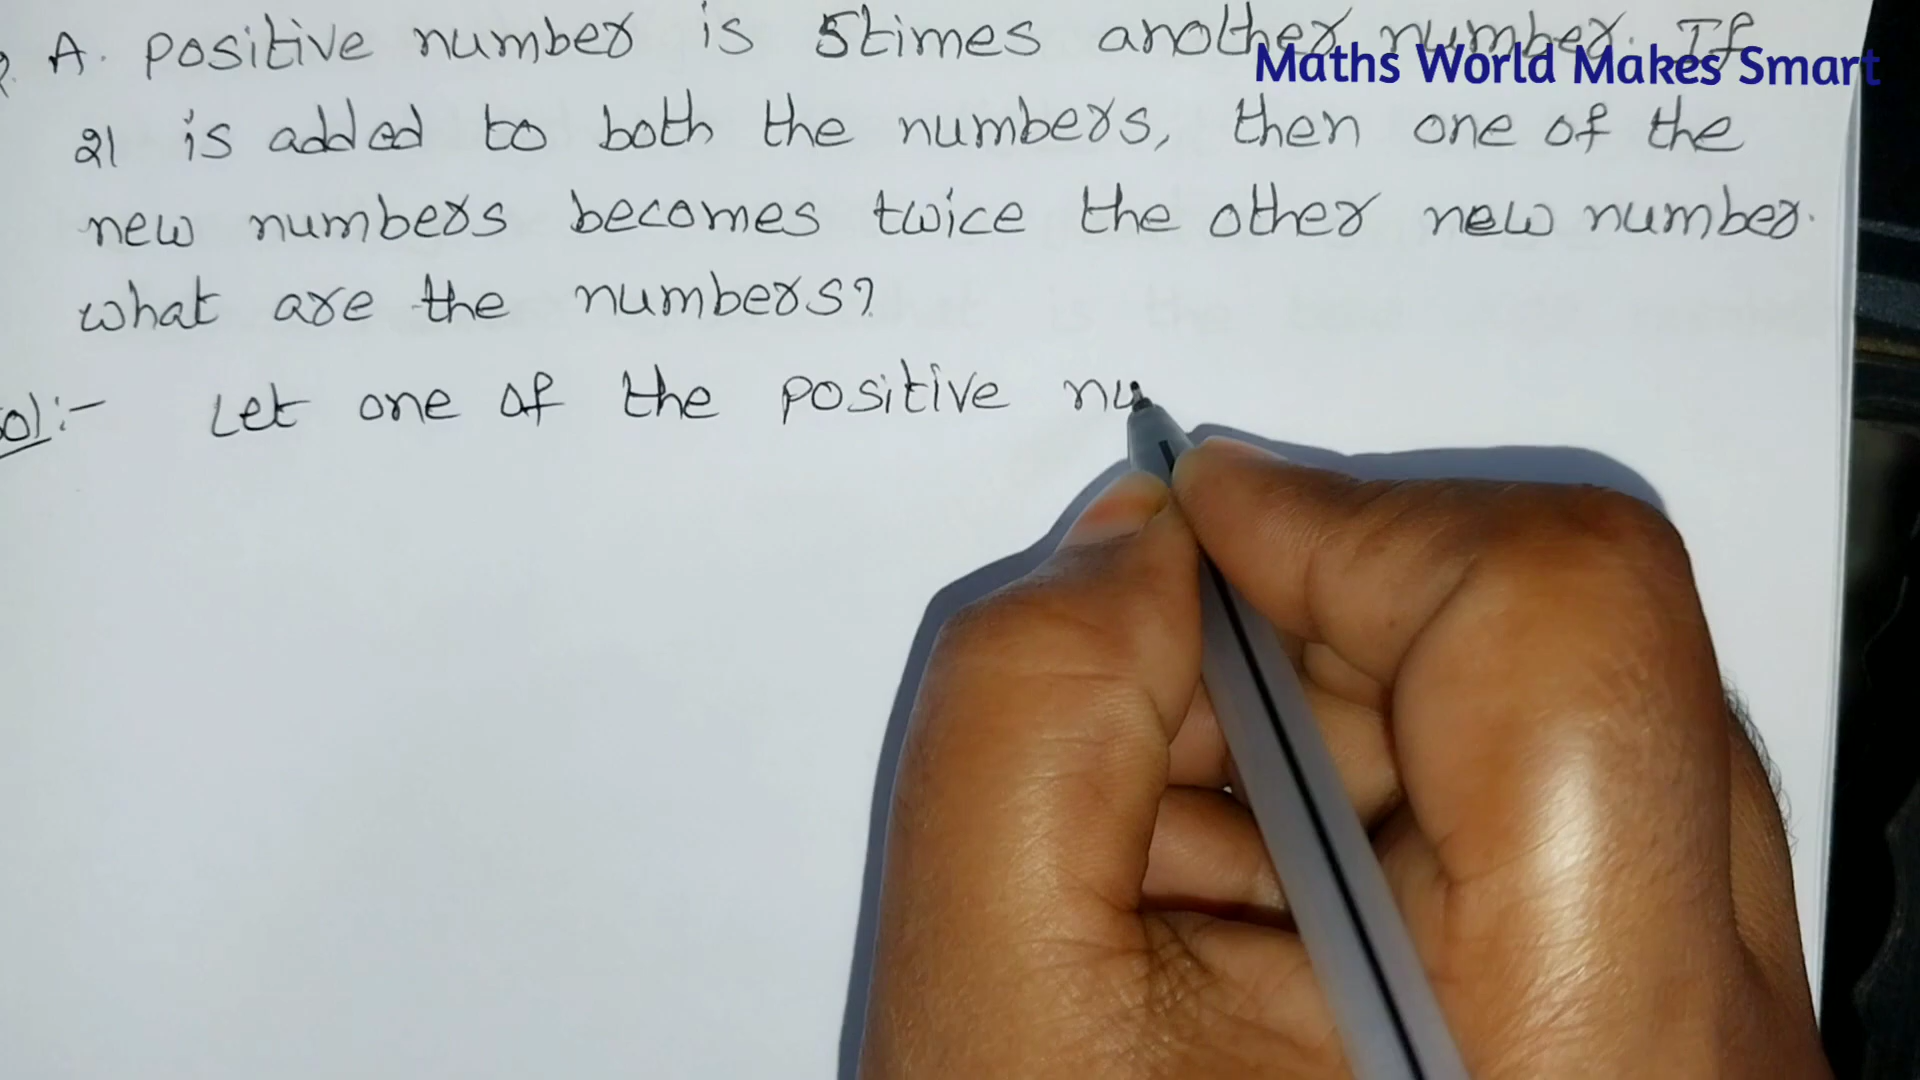 A. positive number is 5times another number. If
Maths World Makes Smart
21 is added to both the numbers, then one of the
new numbers becomes twice the other new number.
what are the numbers?
sol:- Let one of the positive nu